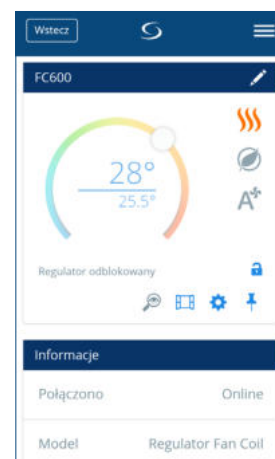 Wstecz
FC600
28°
25.5°
A
Regulator odblokowany
Informacje
Połączono Online
Model Regulator Fan Coil